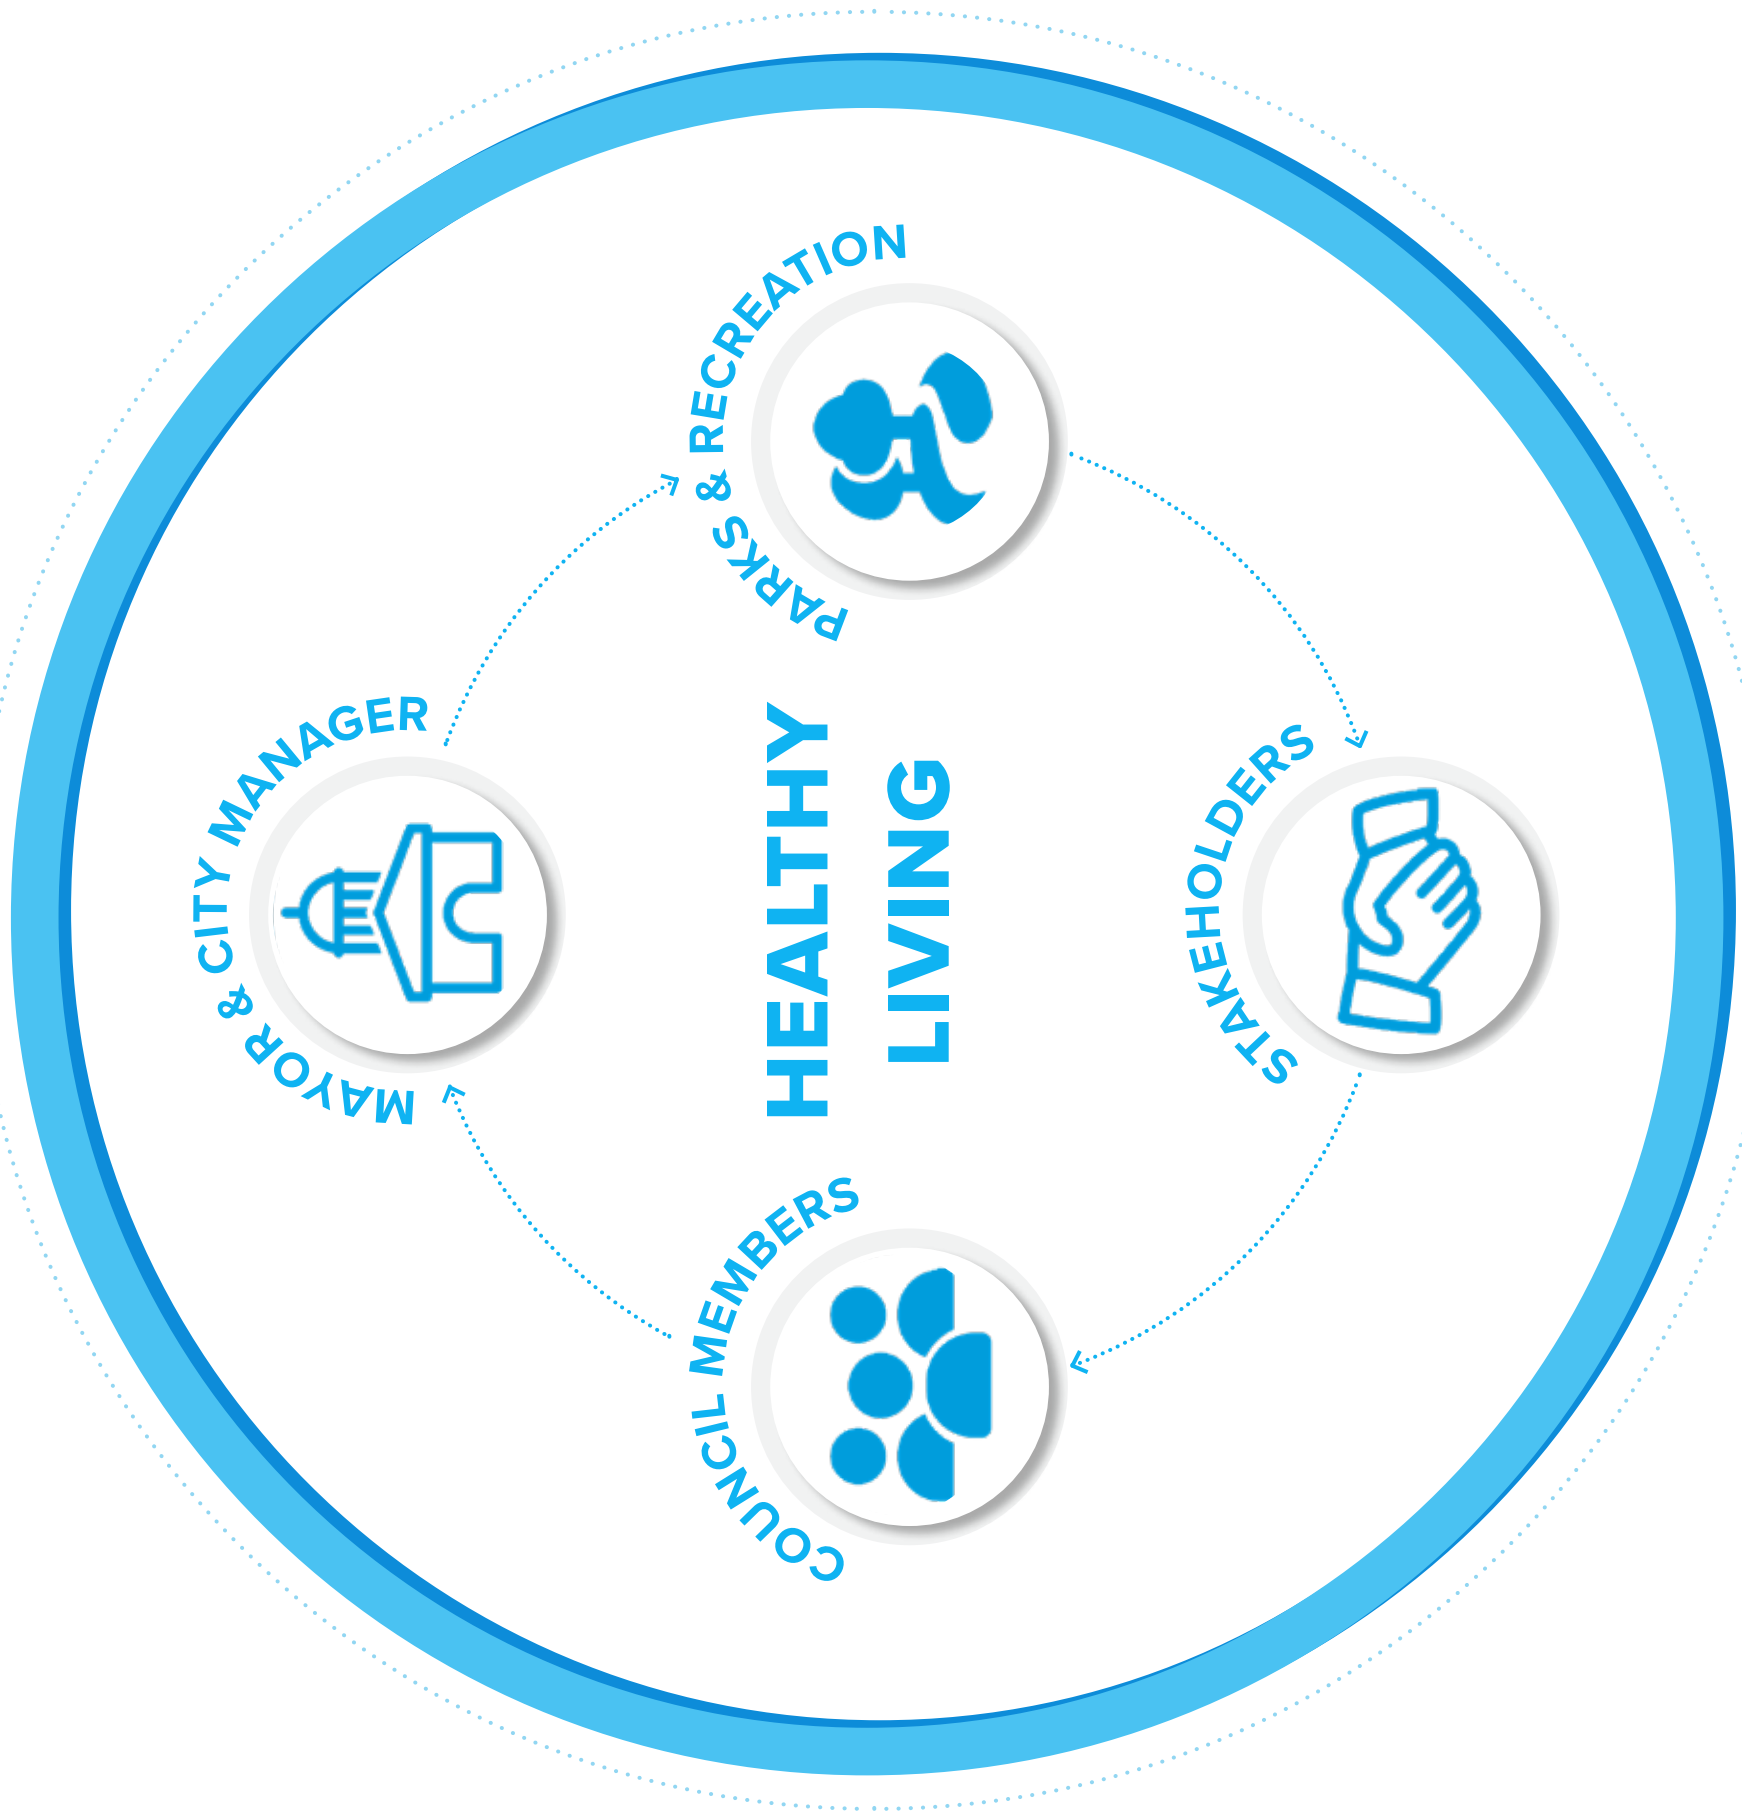 MAYOR & CITY MANAGER
PARKS & RECREATION
HEALTHY
LIVING
COUNCIL MEMBERS
STAKEHOLDERS